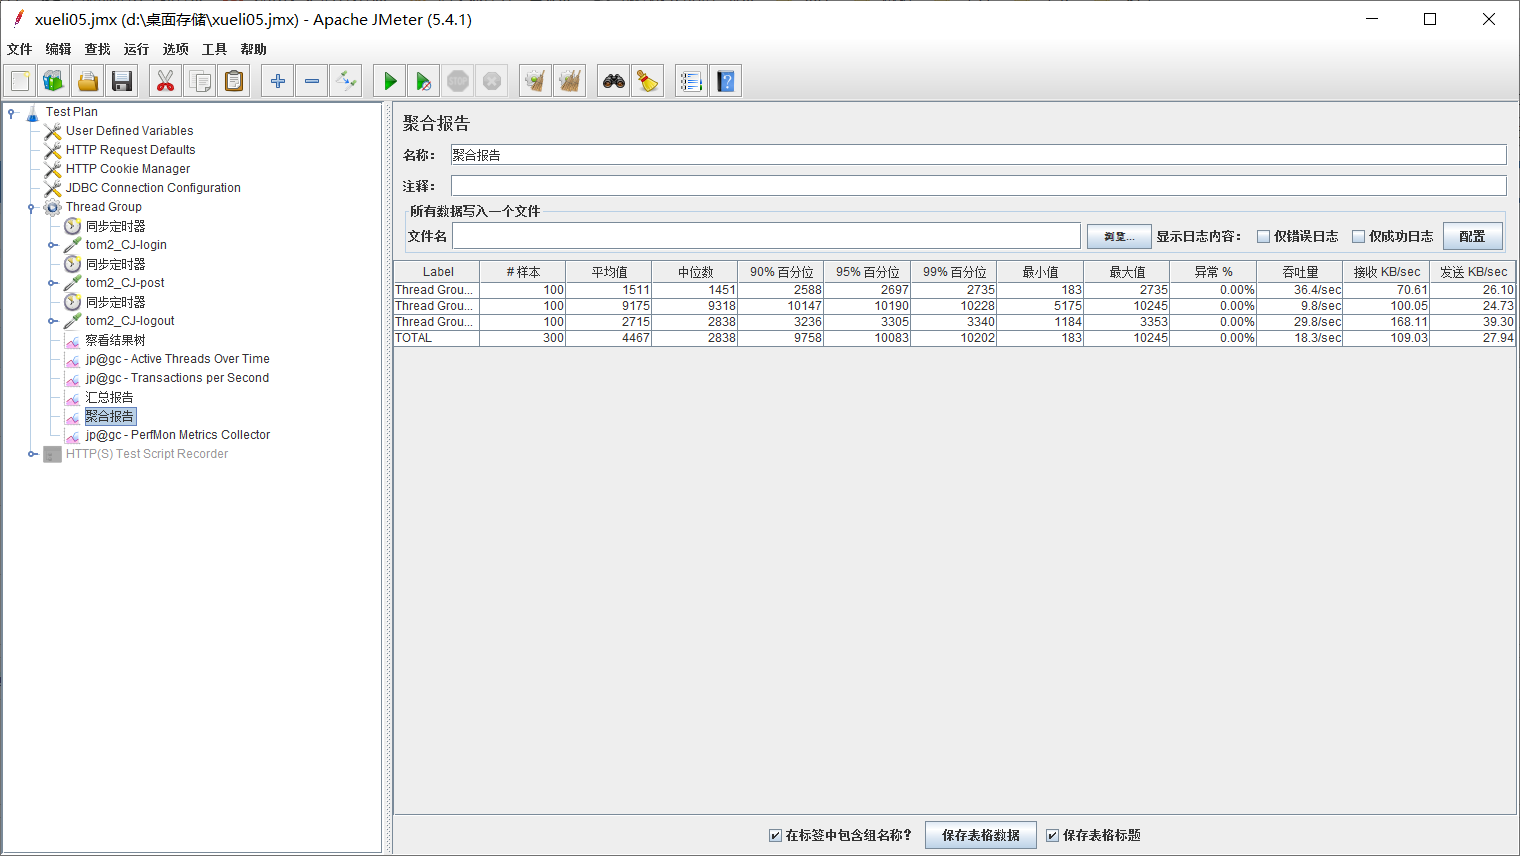 xueli05.jmx (d:\桌面存储\xueli05.jmx) - Apache JMeter (5.4.1)
文件 编辑 查找 运行 选项 工具 帮助
Test Plan
User Defined Variables
HTTP Request Defaults
HTTP Cookie Manager
JDBC Connection Configuration
Thread Group
同步定时器
tom2_CJ-login
同步定时器
tom2_CJ-post
同步定时器
tom2_CJ-logout
察看结果树
jp@gc - Active Threads Over Time
jp@gc - Transactions per Second
汇总报告
聚合报告
jp@gc - PerfMon Metrics Collector
HTTP(S) Test Script Recorder
聚合报告
名称: 聚合报告
注释:
所有数据写入一个文件
文件名 浏览... 显示日志内容: 仅错误日志 仅成功日志 配置
Label # 样本 平均值 中位数 90% 百分位 95% 百分位 99% 百分位 最小值 最大值 异常 % 吞吐量 接收 KB/sec 发送 KB/sec
Thread Grou... 100 1511 1451 2588 2697 2735 183 2735 0.00% 36.4/sec 70.61 26.10
Thread Grou... 100 9175 9318 10147 10190 10228 5175 10245 0.00% 9.8/sec 100.05 24.73
Thread Grou... 100 2715 2838 3236 3305 3340 1184 3353 0.00% 29.8/sec 168.11 39.30
TOTAL 300 4467 2838 9758 10083 10202 183 10245 0.00% 18.3/sec 109.03 27.94
在标签中包含组名称? 保存表格数据 保存表格标题